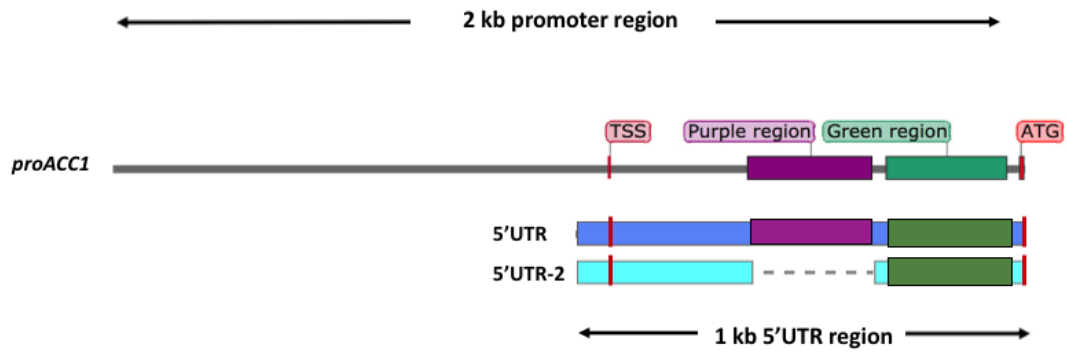 2 kb promoter region
TSS
Purple region
Green region
ATG
proACC1
5’UTR
5’UTR-2
1 kb 5’UTR region